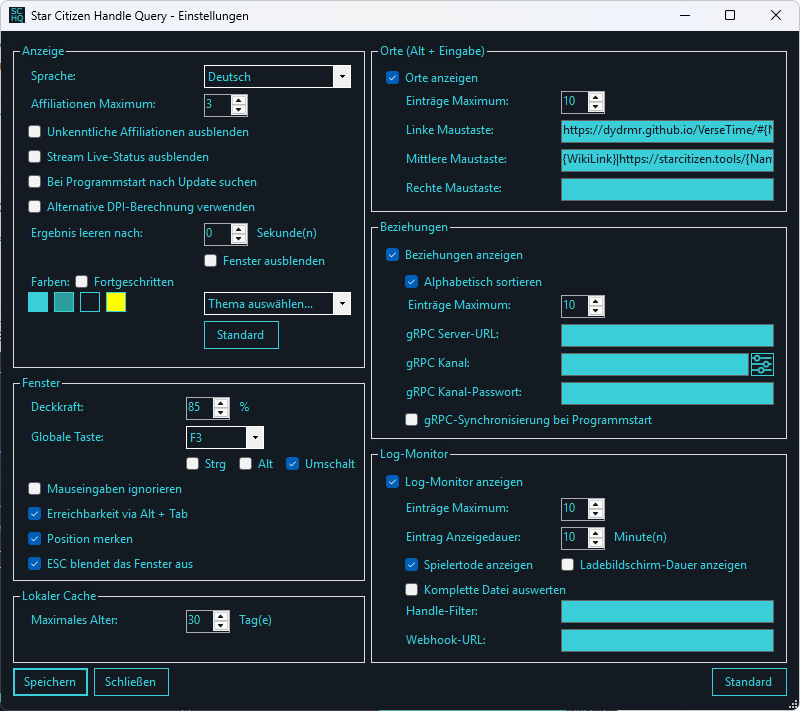 SC
HQ
Star Citizen Handle Query - Einstellungen
Anzeige
Sprache: Deutsch
Affiliationen Maximum: 3
Unkenntliche Affiliationen ausblenden
Stream Live-Status ausblenden
Bei Programmstart nach Update suchen
Alternative DPI-Berechnung verwenden
Ergebnis leeren nach: 0 Sekunde(n)
Fenster ausblenden
Farben: Fortgeschritten
Thema auswählen...
Standard
Fenster
Deckkraft: 85 %
Globale Taste: F3
Strg Alt Umschalt
Mauseingaben ignorieren
Erreichbarkeit via Alt + Tab
Position merken
ESC blendet das Fenster aus
Lokaler Cache
Maximales Alter: 30 Tag(e)
Speichern Schließen
Orte (Alt + Eingabe)
Orte anzeigen
Einträge Maximum: 10
Linke Maustaste: https://dydrmr.github.io/VerseTime/#{N
Mittlere Maustaste: {WikiLink}|https://starcitizen.tools/{Nam
Rechte Maustaste:
Beziehungen
Beziehungen anzeigen
Alphabetisch sortieren
Einträge Maximum: 10
gRPC Server-URL:
gRPC Kanal:
gRPC Kanal-Passwort:
gRPC-Synchronisierung bei Programmstart
Log-Monitor
Log-Monitor anzeigen
Einträge Maximum: 10
Eintrag Anzeigedauer: 10 Minute(n)
Spielertode anzeigen Ladebildschirm-Dauer anzeigen
Komplette Datei auswerten
Handle-Filter:
Webhook-URL:
Standard